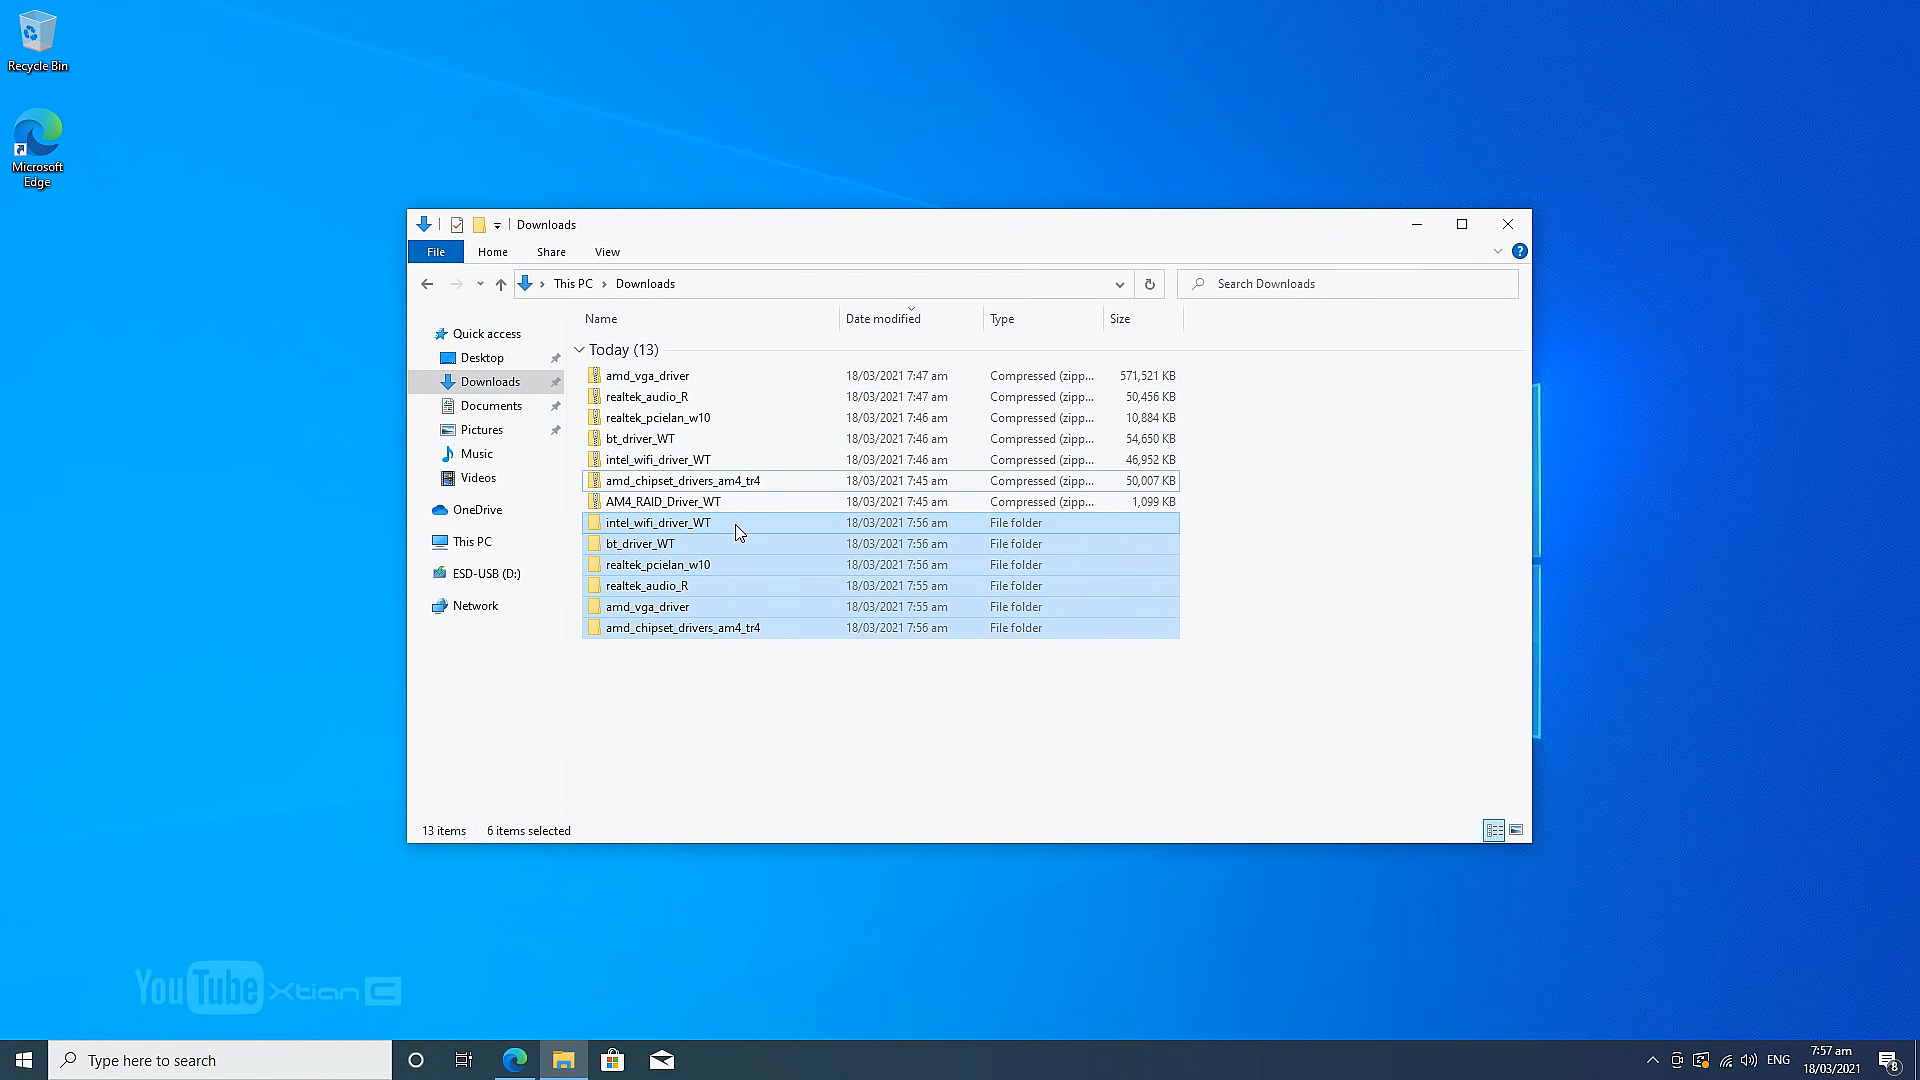 Recycle Bin
Microsoft
Edge
Downloads
File Home Share View
This PC Downloads
Search Downloads
Name Date modified Type Size
Quick access
Desktop
Downloads
Documents
Pictures
Music
Videos
OneDrive
This PC
ESD-USB (D:)
Network
Today (13)
amd_vga_driver 18/03/2021 7:47 am Compressed (zipp... 571,521 KB
realtek_audio_R 18/03/2021 7:47 am Compressed (zipp... 50,456 KB
realtek_pcielan_w10 18/03/2021 7:46 am Compressed (zipp... 10,884 KB
bt_driver_WT 18/03/2021 7:46 am Compressed (zipp... 54,650 KB
intel_wifi_driver_WT 18/03/2021 7:46 am Compressed (zipp... 46,952 KB
amd_chipset_drivers_am4_tr4 18/03/2021 7:45 am Compressed (zipp... 50,007 KB
AM4_RAID_Driver_WT 18/03/2021 7:45 am Compressed (zipp... 1,099 KB
intel_wifi_driver_WT 18/03/2021 7:56 am File folder
bt_driver_WT 18/03/2021 7:56 am File folder
realtek_pcielan_w10 18/03/2021 7:56 am File folder
realtek_audio_R 18/03/2021 7:55 am File folder
amd_vga_driver 18/03/2021 7:55 am File folder
amd_chipset_drivers_am4_tr4 18/03/2021 7:56 am File folder
13 items 6 items selected
YouTube Xtian C
Type here to search
ENG
7:57 am
18/03/2021
8